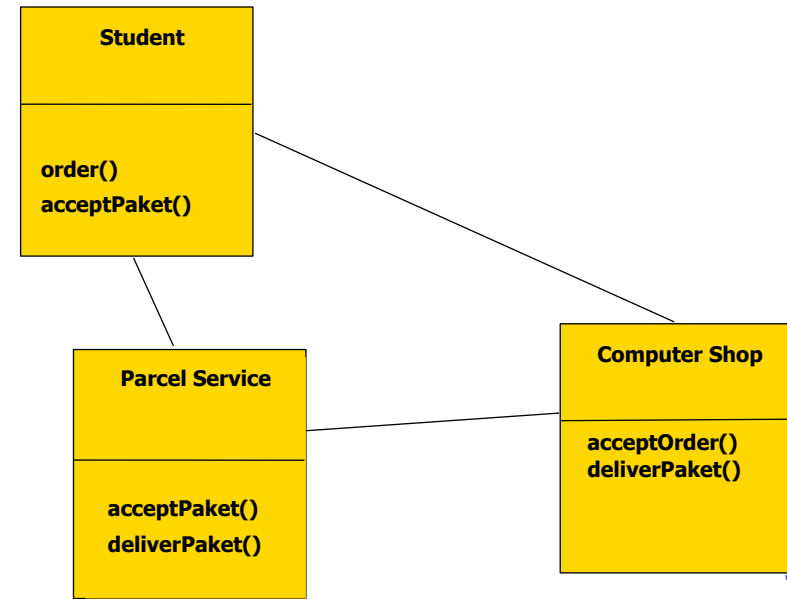 Student
order()
acceptPaket()
Parcel Service
acceptPaket()
deliverPaket()
Computer Shop
acceptOrder()
deliverPaket()